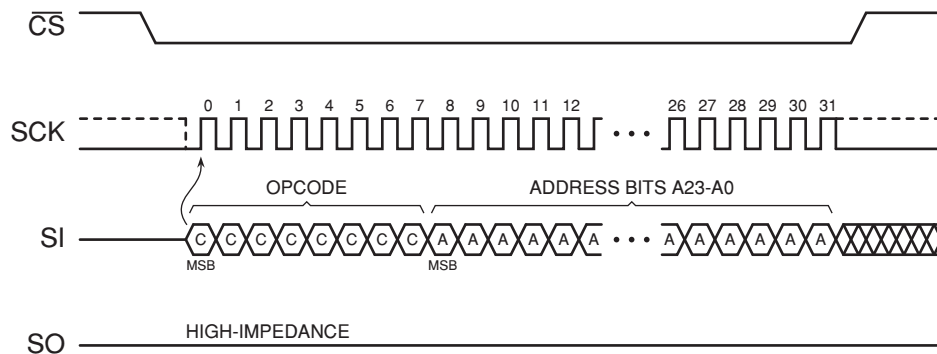 CS
0 1 2 3 4 5 6 7 8 9 10 11 12 26 27 28 29 30 31
SCK • • •
OPCODE ADDRESS BITS A23-A0
SI C C C C C C C C A A A A A A • • • A A A A A A
MSB MSB
HIGH-IMPEDANCE
SO